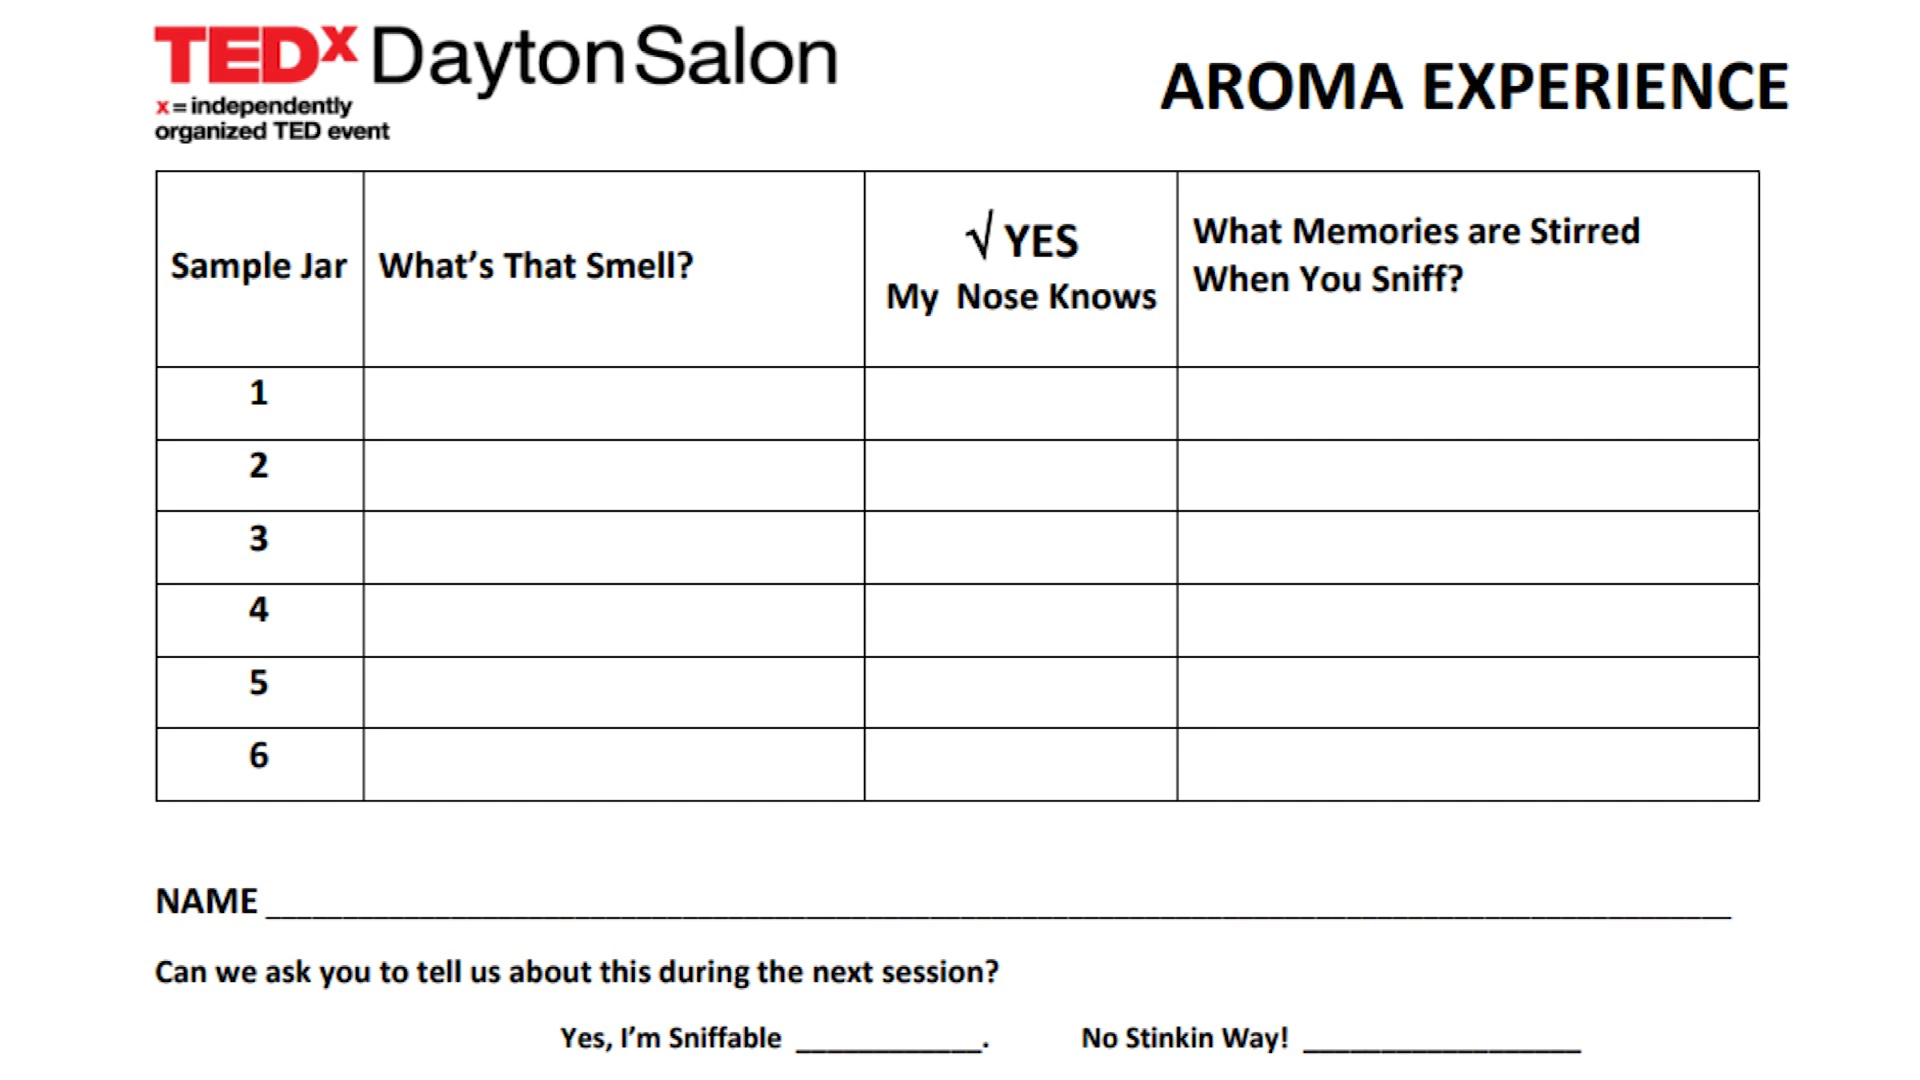 TEDx DaytonSalon
x=independently
organized TED event
AROMA EXPERIENCE
Sample Jar
What's That Smell?
√ YES
My Nose Knows
What Memories are Stirred
When You Sniff?
1
2
3
4
5
6
NAME
Can we ask you to tell us about this during the next session?
Yes, I'm Sniffable ____________. No Stinkin Way! __________________